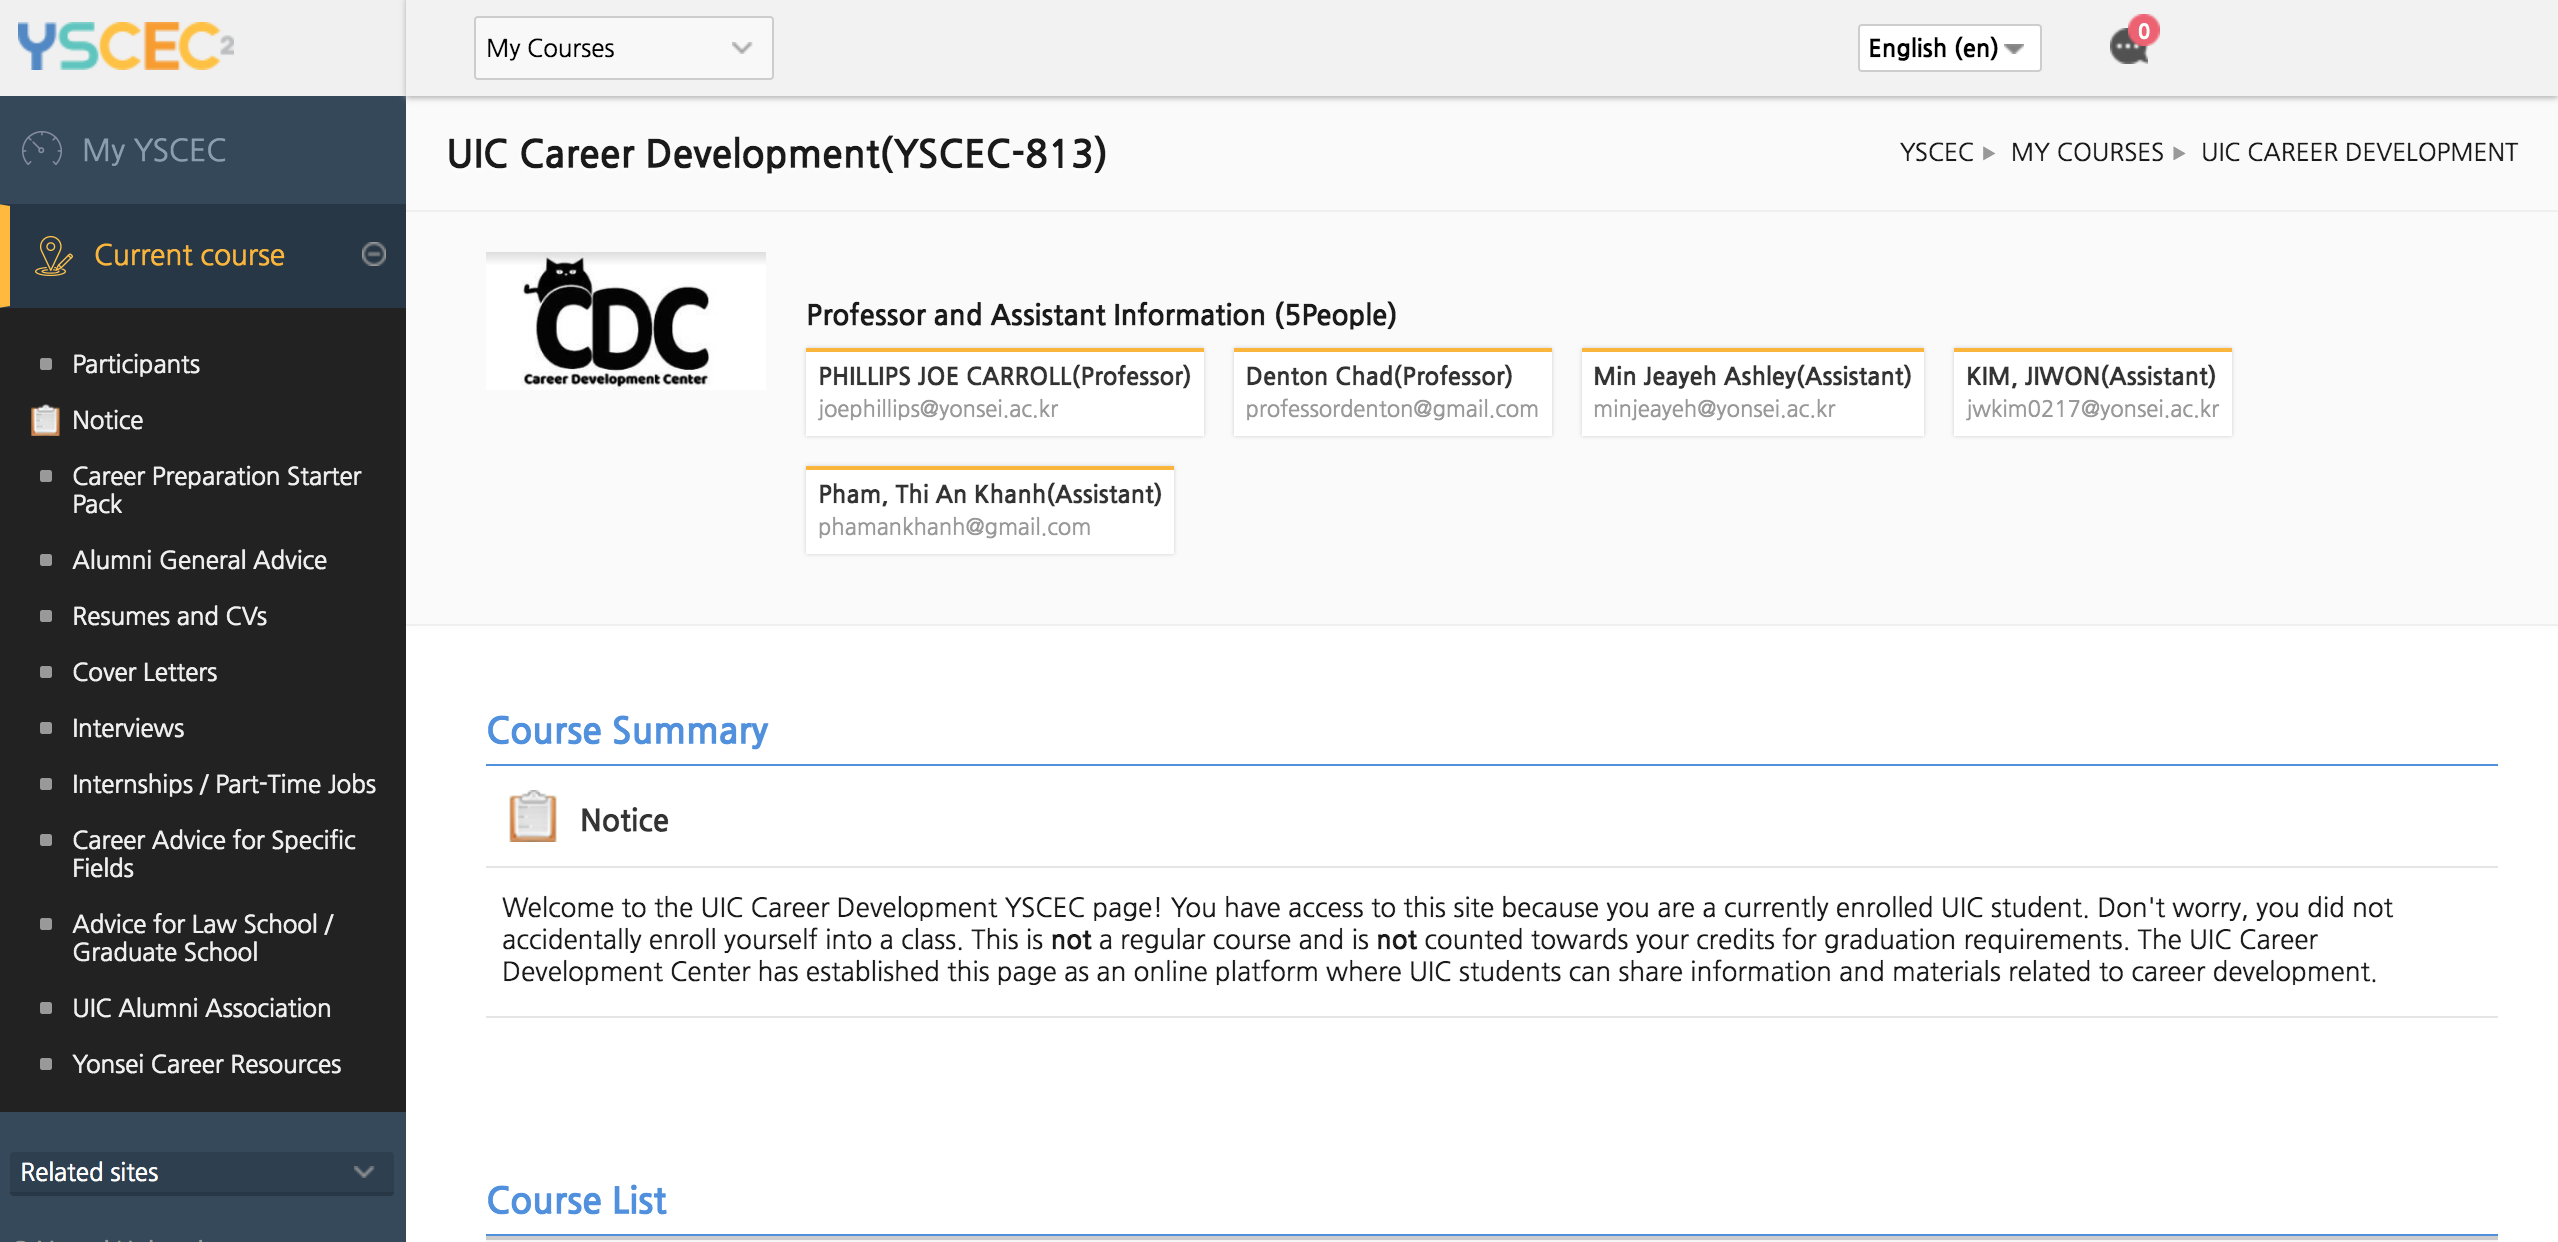 YSCEC2
My Courses
English (en)
0
My YSCEC
Current course
Participants
Notice
Career Preparation Starter
Pack
Alumni General Advice
Resumes and CVs
Cover Letters
Interviews
Internships / Part-Time Jobs
Career Advice for Specific
Fields
Advice for Law School /
Graduate School
UIC Alumni Association
Yonsei Career Resources
Related sites
UIC Career Development(YSCEC-813)
YSCEC ▶ MY COURSES ▶ UIC CAREER DEVELOPMENT
CDC
Career Development Center
Professor and Assistant Information (5People)
PHILLIPS JOE CARROLL(Professor)
joephillips@yonsei.ac.kr
Denton Chad(Professor)
professordenton@gmail.com
Min Jeayeh Ashley(Assistant)
minjeayeh@yonsei.ac.kr
KIM, JIWON(Assistant)
jwkim0217@yonsei.ac.kr
Pham, Thi An Khanh(Assistant)
phamankhanh@gmail.com
Course Summary
Notice
Welcome to the UIC Career Development YSCEC page! You have access to this site because you are a currently enrolled UIC student. Don't worry, you did not
accidentally enroll yourself into a class. This is not a regular course and is not counted towards your credits for graduation requirements. The UIC Career
Development Center has established this page as an online platform where UIC students can share information and materials related to career development.
Course List